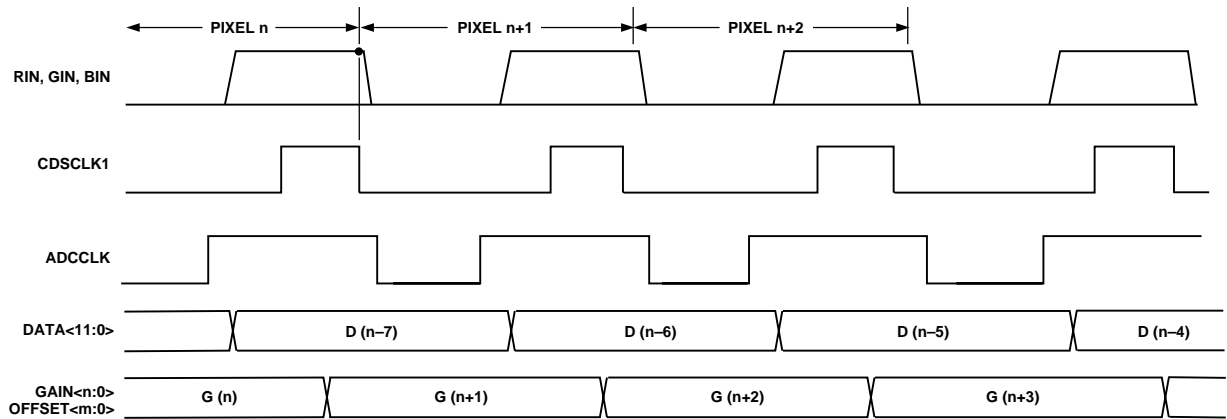 PIXEL n PIXEL n+1 PIXEL n+2
RIN, GIN, BIN
CDSCLK1
ADCCLK
DATA<11:0> D (n–7) D (n–6) D (n–5) D (n–4)
GAIN<n:0> G (n) G (n+1) G (n+2) G (n+3)
OFFSET<m:0>